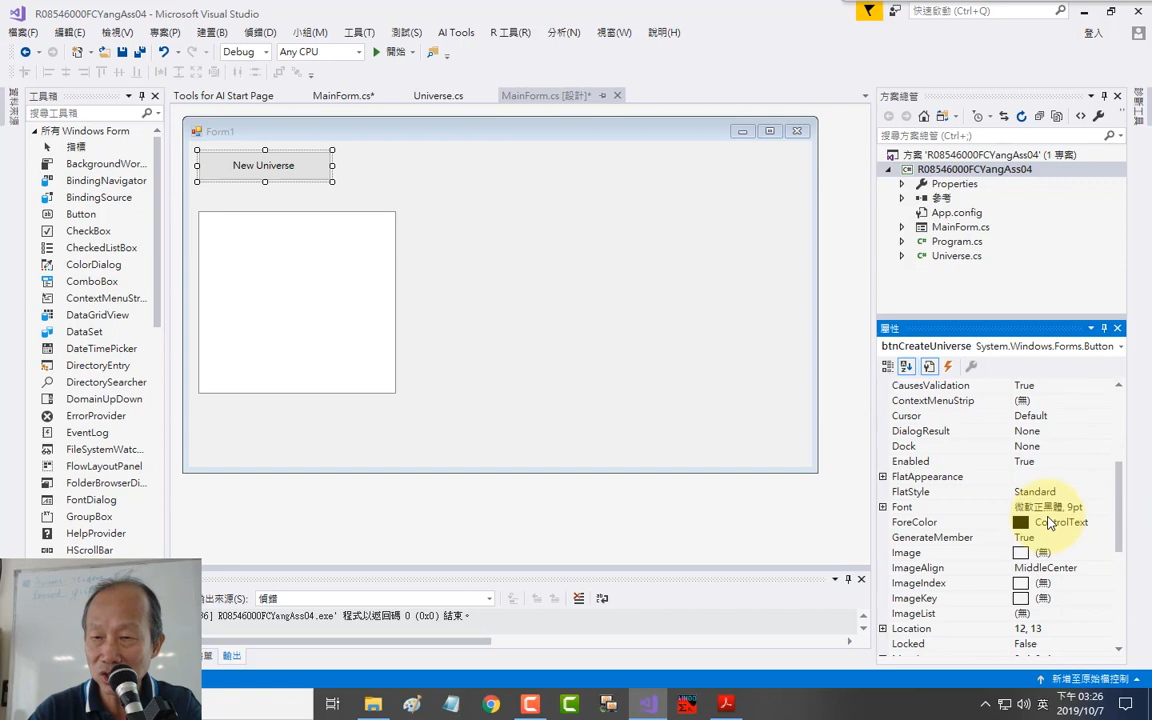 R08546000FCYangAss04 - Microsoft Visual Studio
快速啟動 (Ctrl+Q)
檔案(F) 編輯(E) 檢視(V) 專案(P) 建置(B) 偵錯(D) 小組(M) 工具(T) 測試(S) AI Tools R 工具(R) 分析(N) 視窗(W) 說明(H)
登入
Debug Any CPU 開始
工具箱
搜尋工具箱
所有 Windows Form
指標
BackgroundWor...
BindingNavigator
BindingSource
Button
CheckBox
CheckedListBox
ColorDialog
ComboBox
ContextMenuStr...
DataGridView
DataSet
DateTimePicker
DirectoryEntry
DirectorySearcher
DomainUpDown
ErrorProvider
EventLog
FileSystemWatc...
FlowLayoutPanel
FolderBrowserDi...
FontDialog
GroupBox
HelpProvider
HScrollBar
Tools for AI Start Page MainForm.cs* Universe.cs MainForm.cs [設計]*
Form1
New Universe
出來源(S): 偵錯
R08546000FCYangAss04.exe' 程式以返回碼 0 (0x0) 結束。
輸出
方案總管
搜尋方案總管 (Ctrl+;)
方案 'R08546000FCYangAss04' (1 專案)
R08546000FCYangAss04
Properties
參考
App.config
MainForm.cs
Program.cs
Universe.cs
屬性
btnCreateUniverse System.Windows.Forms.Button
CausesValidation True
ContextMenuStrip (無)
Cursor Default
DialogResult None
Dock None
Enabled True
FlatAppearance
FlatStyle Standard
Font 微軟正黑體, 9pt
ForeColor ControlText
GenerateMember True
Image (無)
ImageAlign MiddleCenter
ImageIndex (無)
ImageKey (無)
ImageList (無)
Location 12, 13
Locked False
新增至原始檔控制
英
下午 03:26
2019/10/7